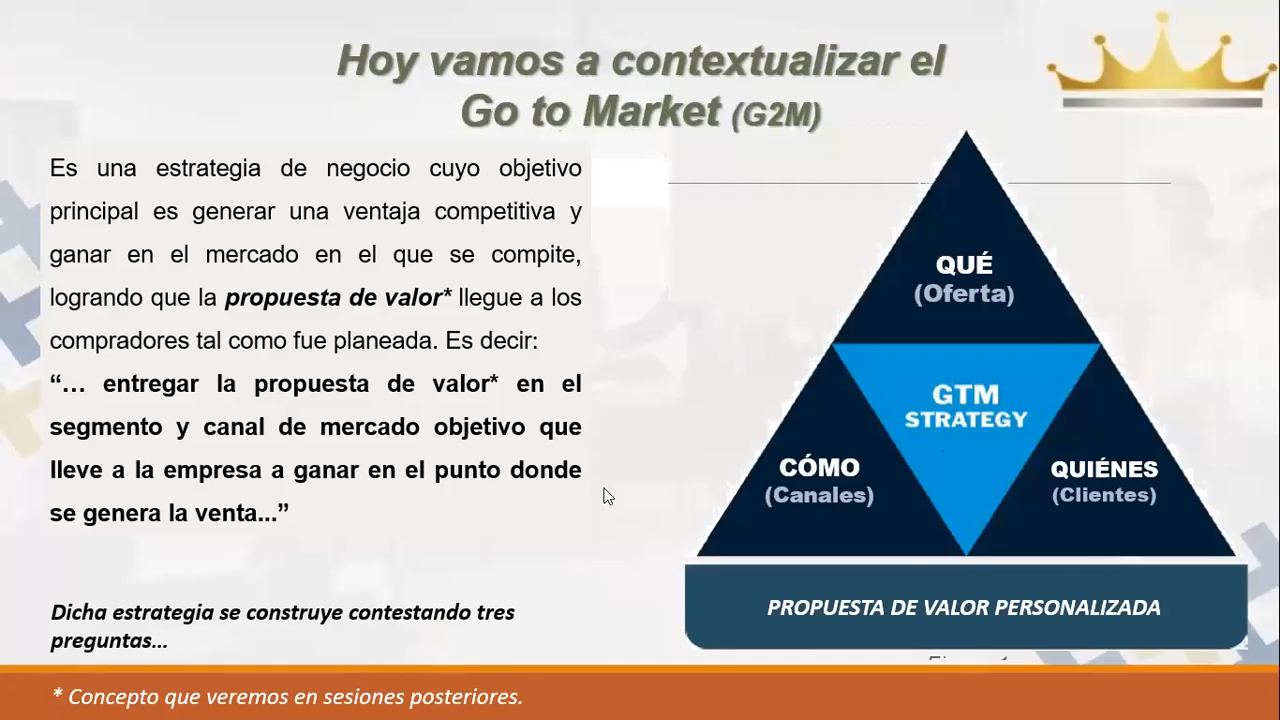 Hoy vamos a contextualizar el
Go to Market (G2M)
Es una estrategia de negocio cuyo objetivo
principal es generar una ventaja competitiva y
ganar en el mercado en el que se compite,
logrando que la propuesta de valor* llegue a los
compradores tal como fue planeada. Es decir:
“… entregar la propuesta de valor* en el
segmento y canal de mercado objetivo que
lleve a la empresa a ganar en el punto donde
se genera la venta...”
Dicha estrategia se construye contestando tres
preguntas...
QUÉ
(Oferta)
GTM
STRATEGY
CÓMO
(Canales)
QUIÉNES
(Clientes)
PROPUESTA DE VALOR PERSONALIZADA
* Concepto que veremos en sesiones posteriores.